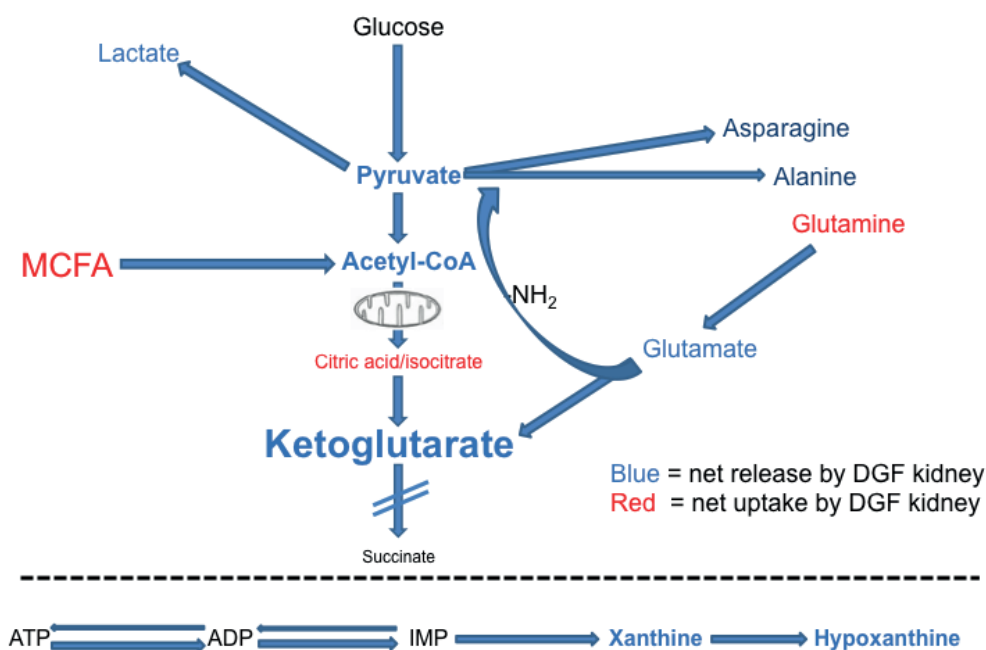 Glucose
Lactate
Asparagine
Pyruvate
Alanine
Glutamine
MCFA
Acetyl-CoA
-NH2
Glutamate
Citric acid/isocitrate
Ketoglutarate
Blue = net release by DGF kidney
Red = net uptake by DGF kidney
Succinate
ATP ADP IMP Xanthine Hypoxanthine